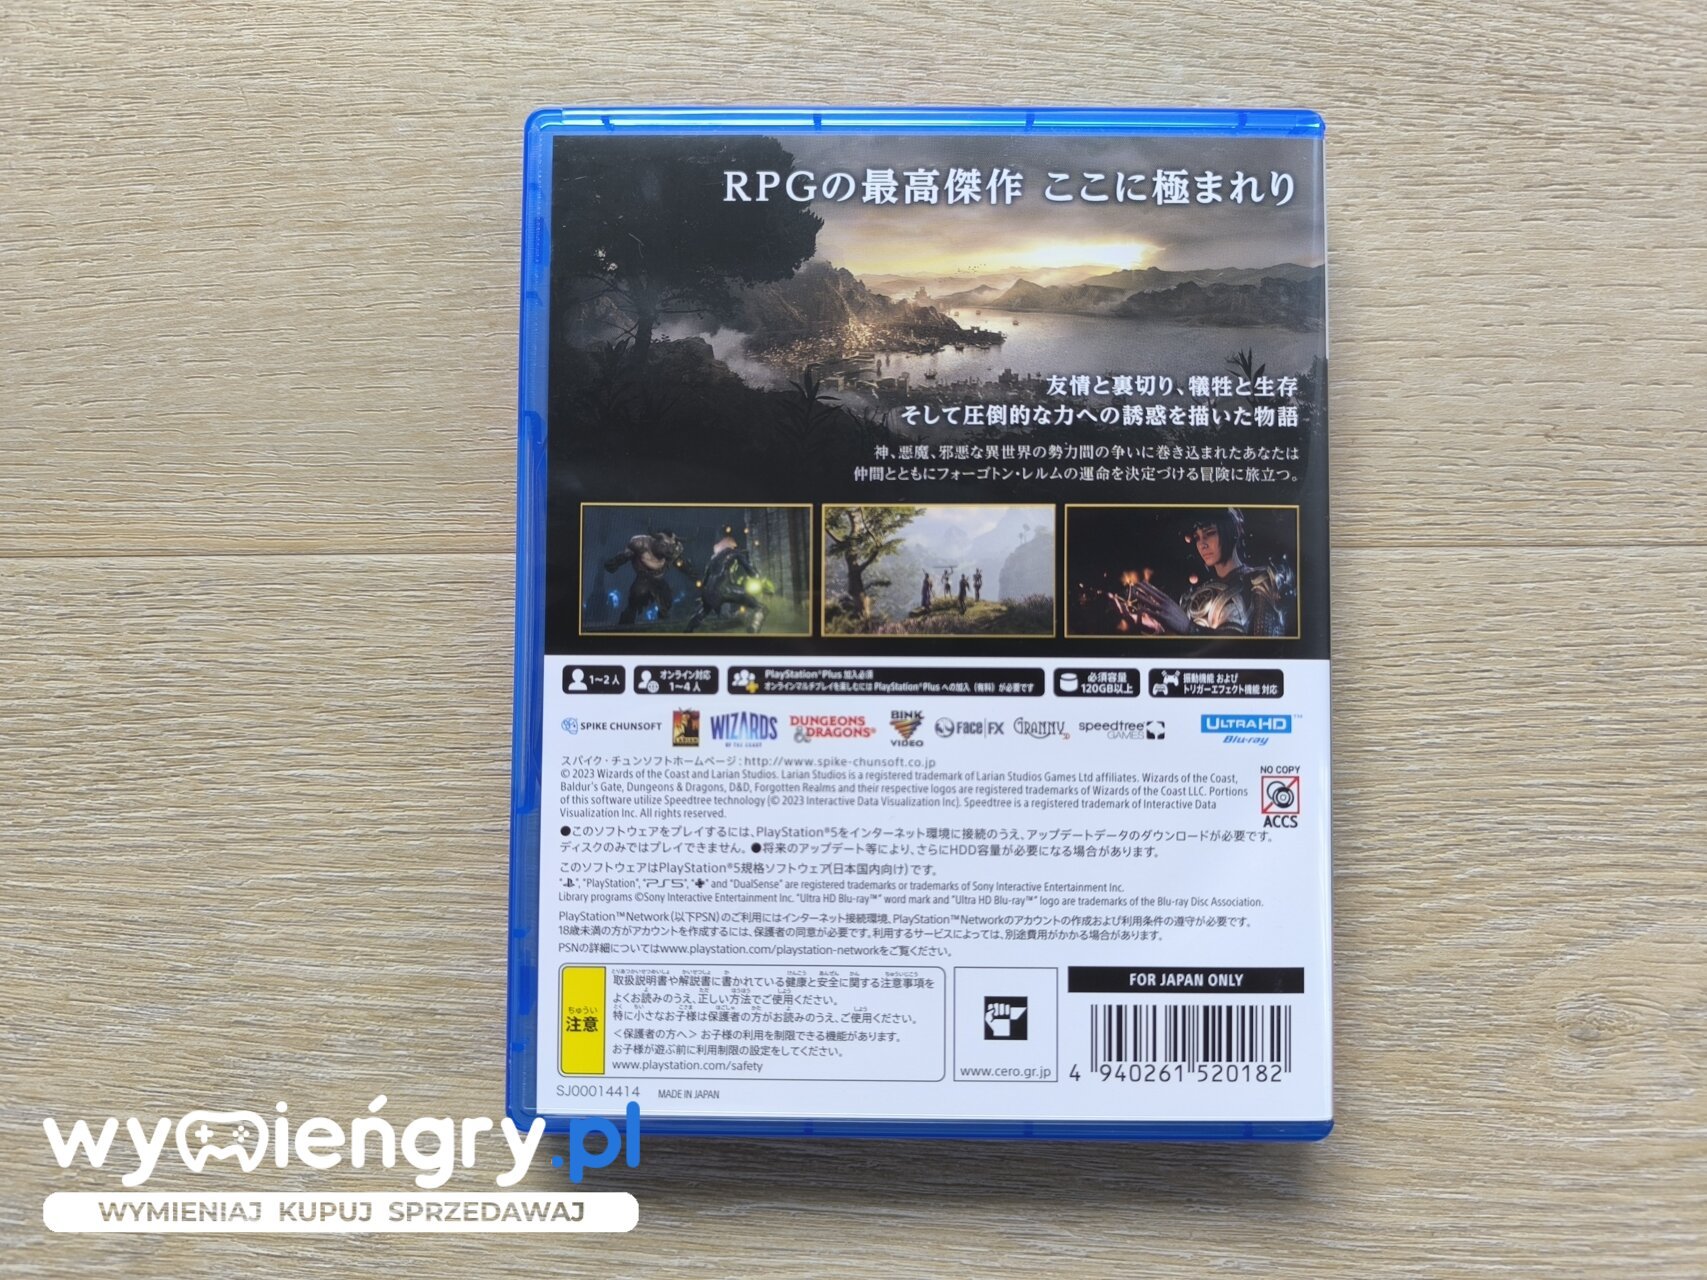 RPGの最高傑作 ここに極まれり
友情と裏切り、犠牲と生存
そして圧倒的な力への誘惑を描いた物語
神、悪魔、邪悪な異世界の勢力間の争いに巻き込まれたあなたは
仲間とともにフォーゴトン・レルムの運命を決定づける冒険に旅立つ。
1~2人
オンライン対応
1~4人
PlayStation®Plus 加入必須
オンラインマルチプレイを楽しむには PlayStation®Plus への加入（有料）が必要です
必須容量
120GB以上
振動機能 および
トリガーエフェクト機能 対応
SPIKE CHUNSOFT
LARIAN
WIZARDS
OF THE COAST
DUNGEONS
& DRAGONS®
BINK
VIDEO
FACE|FX
GRANNY 3D
speedtree
GAMES
ULTRA HD™
Blu-ray
スパイク・チュンソフトホームページ：http://www.spike-chunsoft.co.jp
© 2023 Wizards of the Coast and Larian Studios. Larian Studios is a registered trademark of Larian Studios Games Ltd affiliates. Wizards of the Coast,
Baldur's Gate, Dungeons & Dragons, D&D, Forgotten Realms and their respective logos are registered trademarks of Wizards of the Coast LLC. Portions
of this software utilize Speedtree technology (© 2023 Interactive Data Visualization Inc). Speedtree is a registered trademark of Interactive Data
Visualization Inc. All rights reserved.
NO COPY
ACCS
●このソフトウェアをプレイするには、PlayStation®5をインターネット環境に接続のうえ、アップデートデータのダウンロードが必要です。
ディスクのみではプレイできません。●将来のアップデート等により、さらにHDD容量が必要になる場合があります。
このソフトウェアはPlayStation®5規格ソフトウェア(日本国内向け)です。
" ", "PlayStation", "PS5", " " and "DualSense" are registered trademarks or trademarks of Sony Interactive Entertainment Inc.
Library programs ©Sony Interactive Entertainment Inc. "Ultra HD Blu-ray™" word mark and "Ultra HD Blu-ray™" logo are trademarks of the Blu-ray Disc Association.
PlayStation™Network(以下PSN)のご利用にはインターネット接続環境、PlayStation™Networkのアカウントの作成および利用条件の遵守が必要です。
18歳未満の方がアカウントを作成するには、保護者の同意が必要です。利用するサービスによっては、別途費用がかかる場合があります。
PSNの詳細についてはwww.playstation.com/playstation-networkをご覧ください。
ちゅうい
注意
取扱説明書や解説書に書かれている健康と安全に関する注意事項を
よくお読みのうえ、正しい方法でご使用ください。
特に小さなお子様は保護者の方がお読みのうえ、ご使用ください。
<保護者の方へ> お子様の利用を制限できる機能があります。
お子様が遊ぶ前に利用制限の設定をしてください。
www.playstation.com/safety
www.cero.gr.jp
FOR JAPAN ONLY
4 940261 520182
SJ00014414 MADE IN JAPAN
wymieńgry.pl
WYMIENIAJ KUPUJ SPRZEDAWAJ